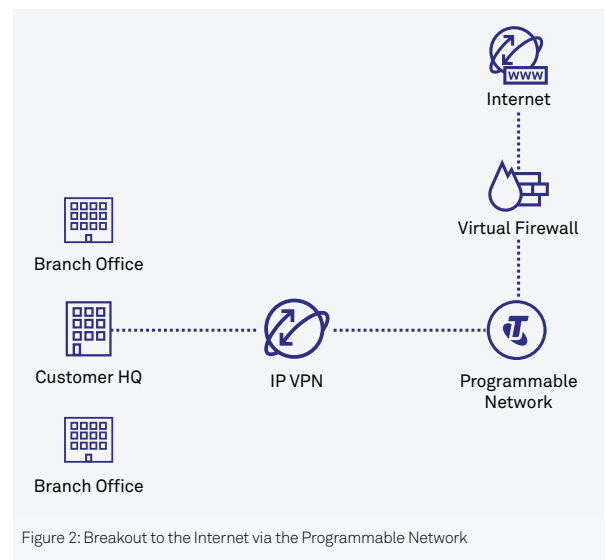 WWW
Internet
Virtual Firewall
Branch Office
Customer HQ
IP VPN
T
Programmable
Network
Branch Office
Figure 2: Breakout to the Internet via the Programmable Network